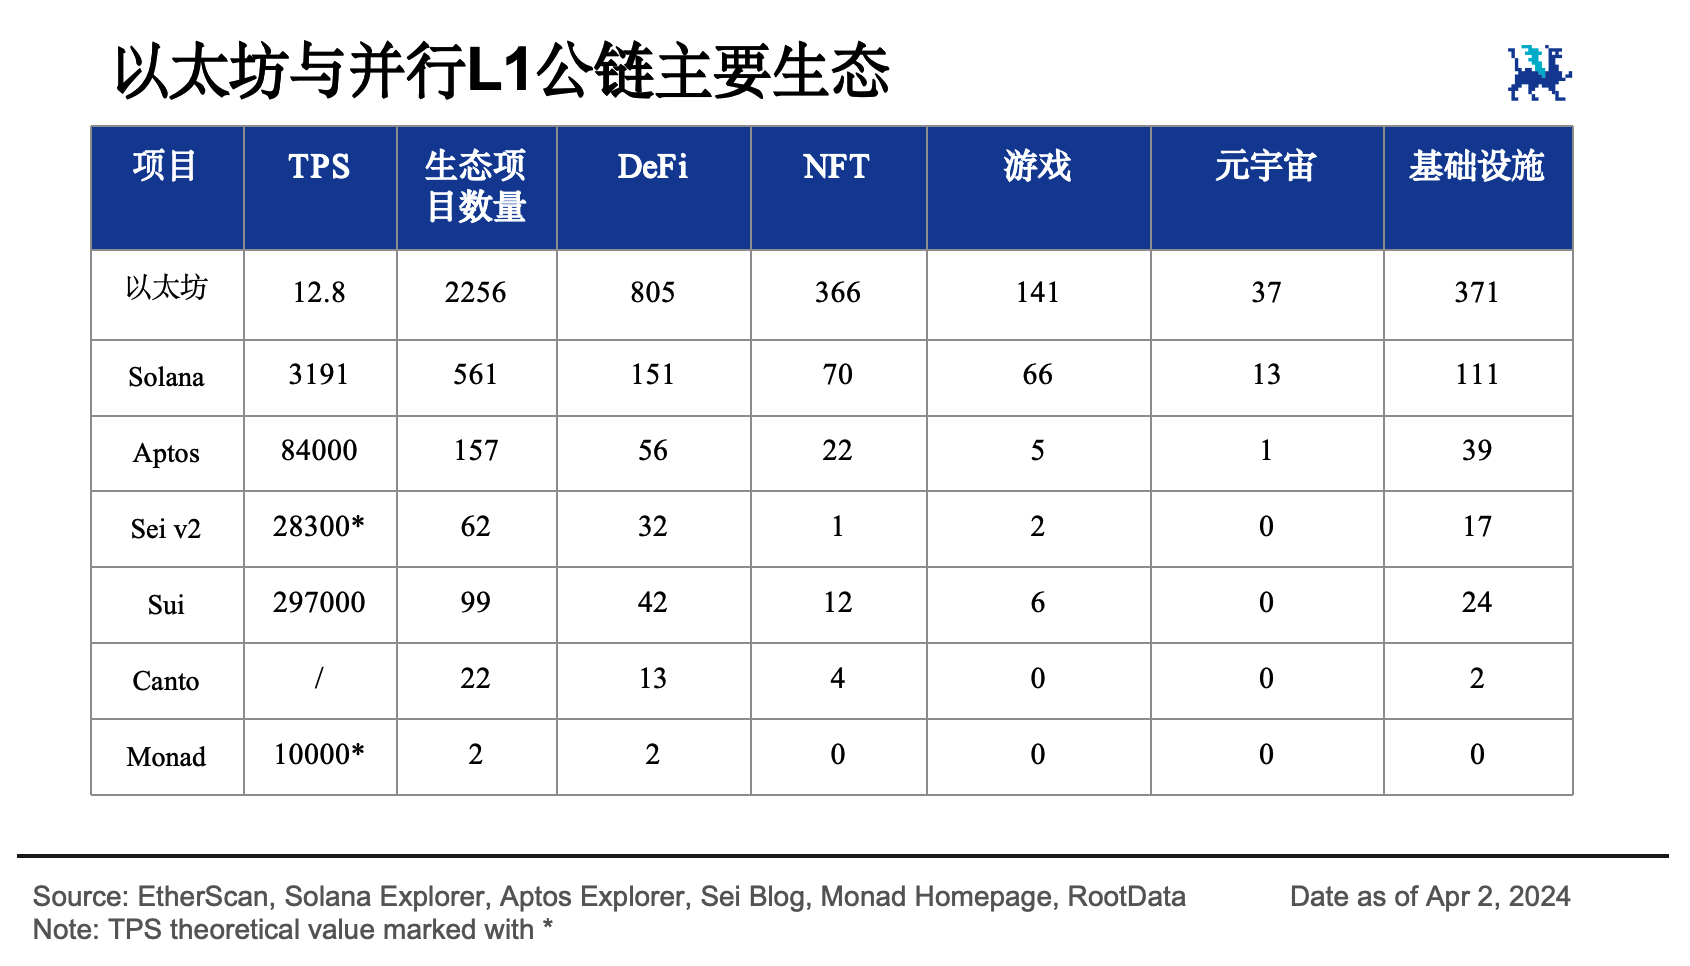 以太坊与并行L1公链主要生态
项目 TPS 生态项目数量 DeFi NFT 游戏 元宇宙 基础设施
以太坊 12.8 2256 805 366 141 37 371
Solana 3191 561 151 70 66 13 111
Aptos 84000 157 56 22 5 1 39
Sei v2 28300* 62 32 1 2 0 17
Sui 297000 99 42 12 6 0 24
Canto / 22 13 4 0 0 2
Monad 10000* 2 2 0 0 0 0
Source: EtherScan, Solana Explorer, Aptos Explorer, Sei Blog, Monad Homepage, RootData Date as of Apr 2, 2024
Note: TPS theoretical value marked with *